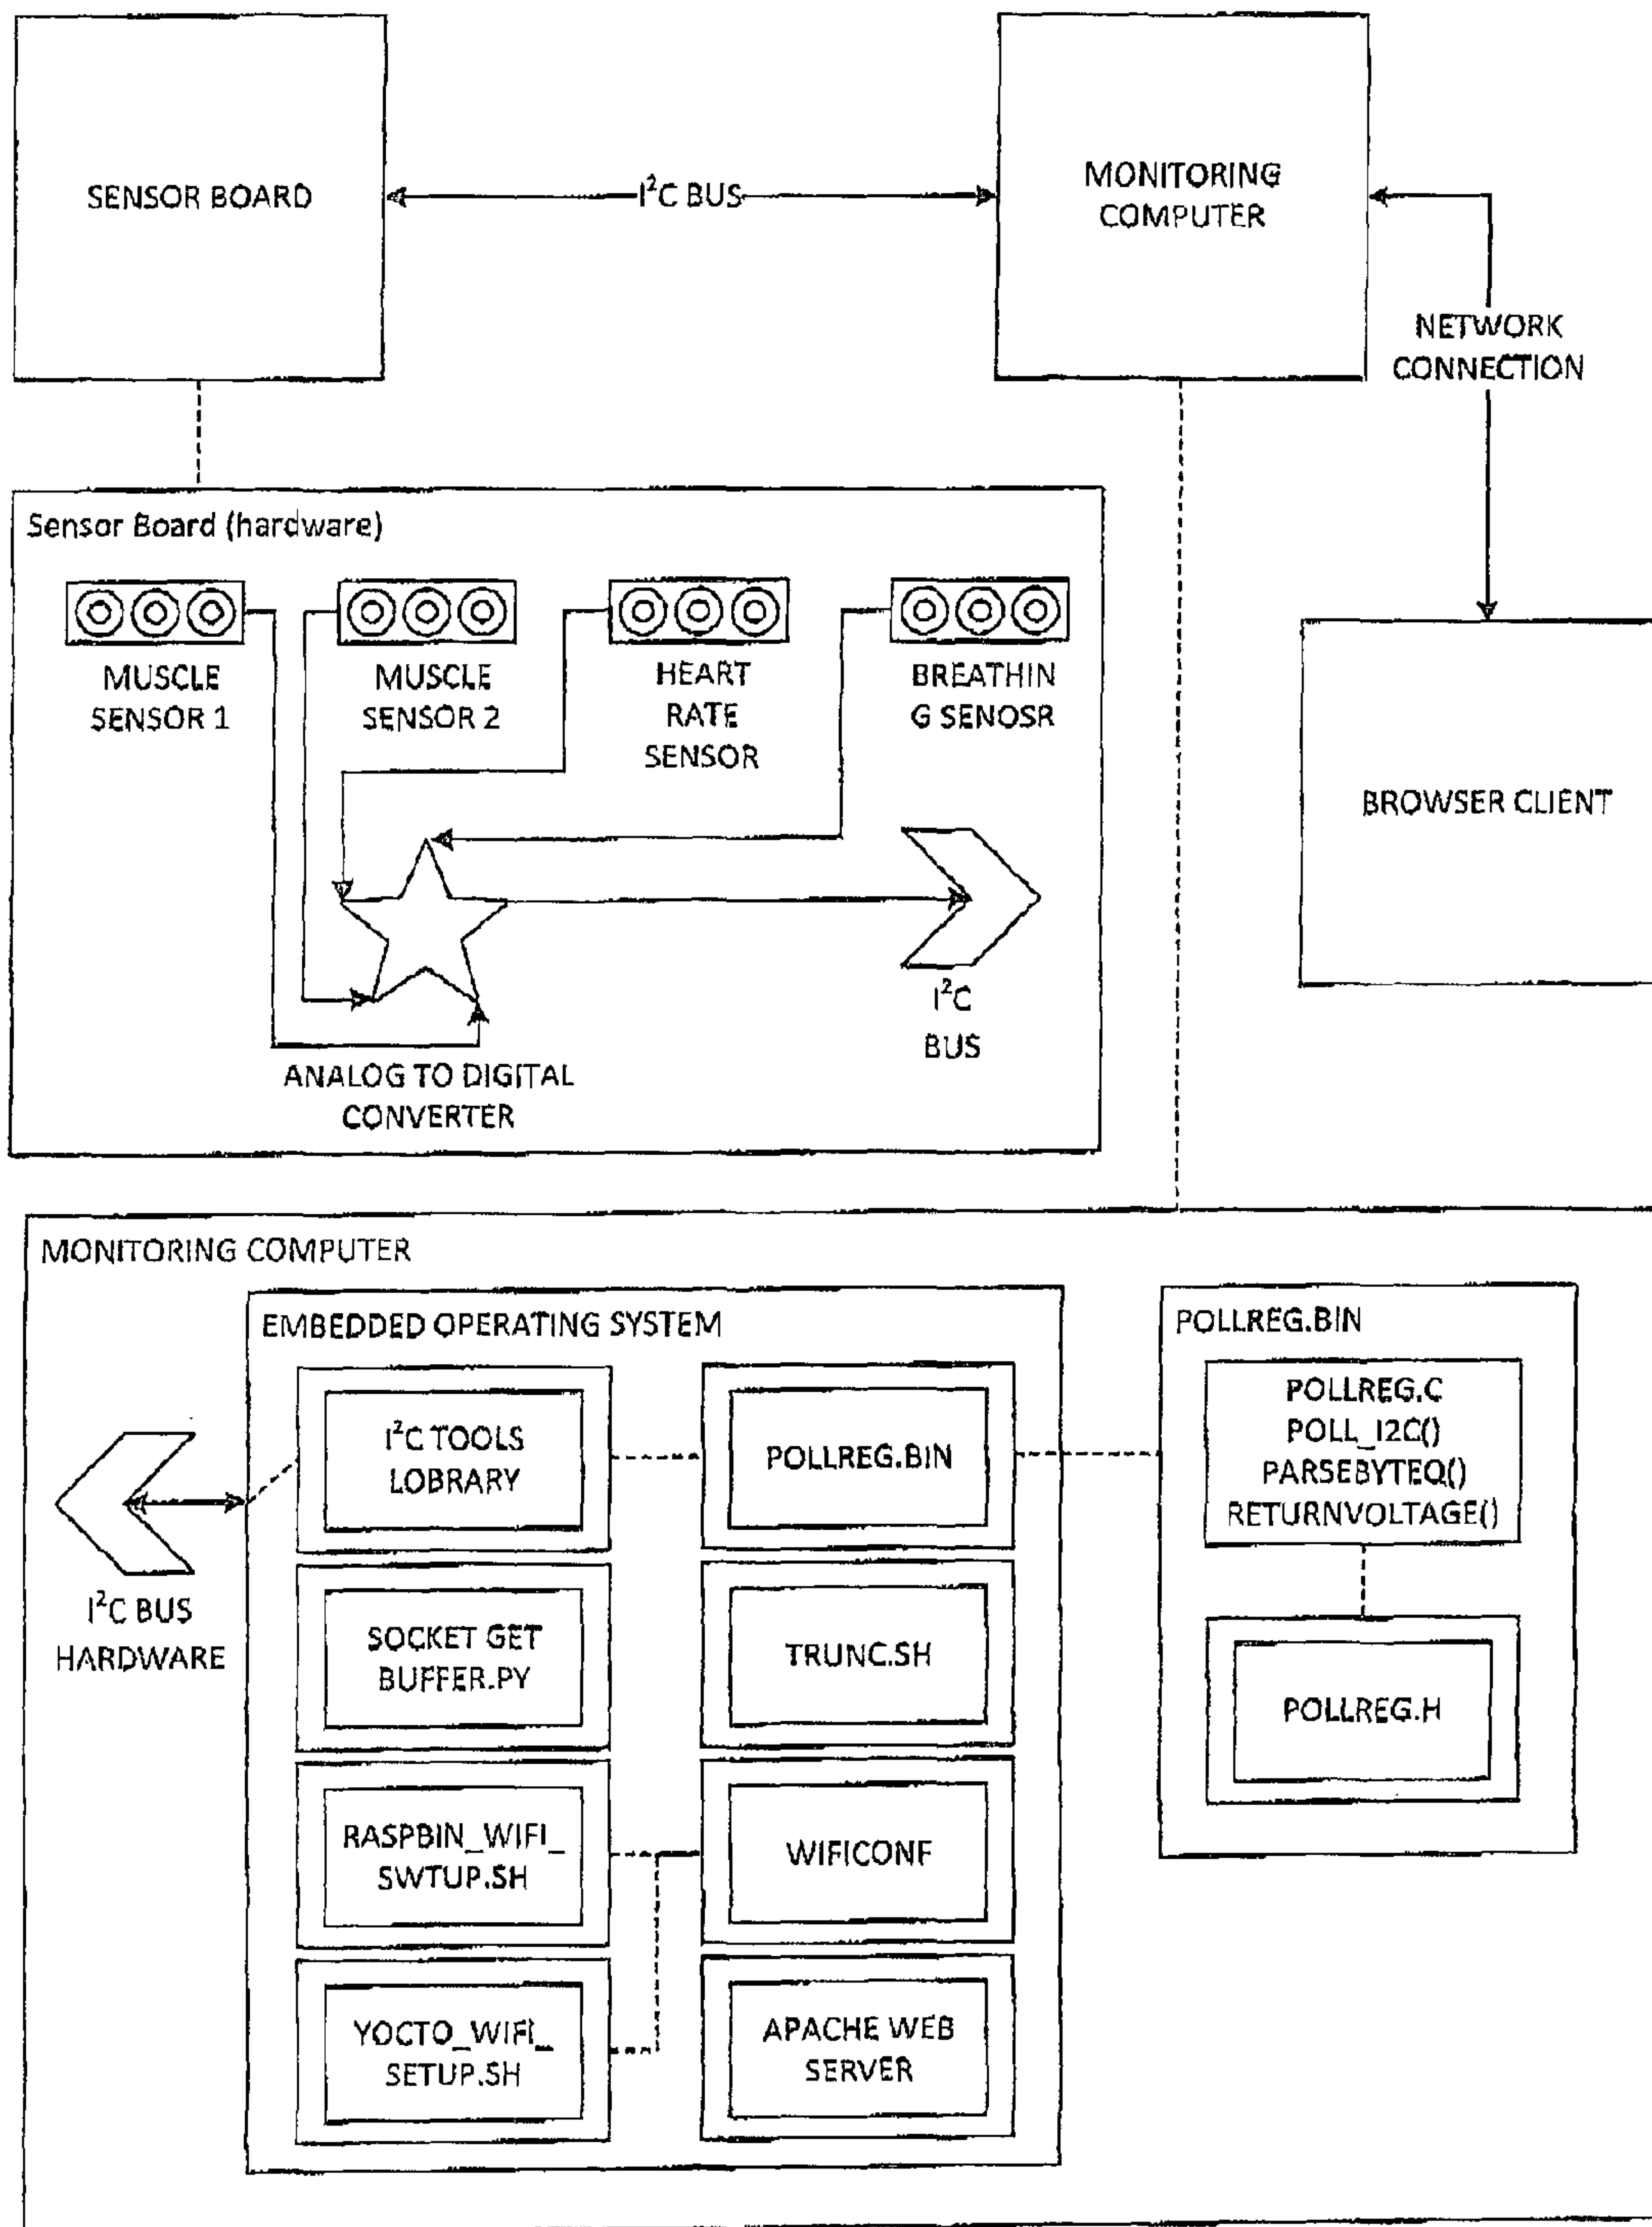 SENSOR BOARD
I²C BUS
MONITORING
COMPUTER
NETWORK
CONNECTION
Sensor Board (hardware)
MUSCLE
SENSOR 1
MUSCLE
SENSOR 2
HEART
RATE
SENSOR
BREATHIN
G SENOSR
BROWSER CLIENT
I²C
BUS
ANALOG TO DIGITAL
CONVERTER
MONITORING COMPUTER
EMBEDDED OPERATING SYSTEM
POLLREG.BIN
I²C TOOLS
LOBRARY
POLLREG.BIN
POLLREG.C
POLL_I2C()
PARSEBYTEQ()
RETURNVOLTAGE()
I²C BUS
HARDWARE
SOCKET GET
BUFFER.PY
TRUNC.SH
POLLREG.H
RASPBIN_WIFI_
SWTUP.SH
WIFICONF
YOCTO_WIFI_
SETUP.SH
APACHE WEB
SERVER